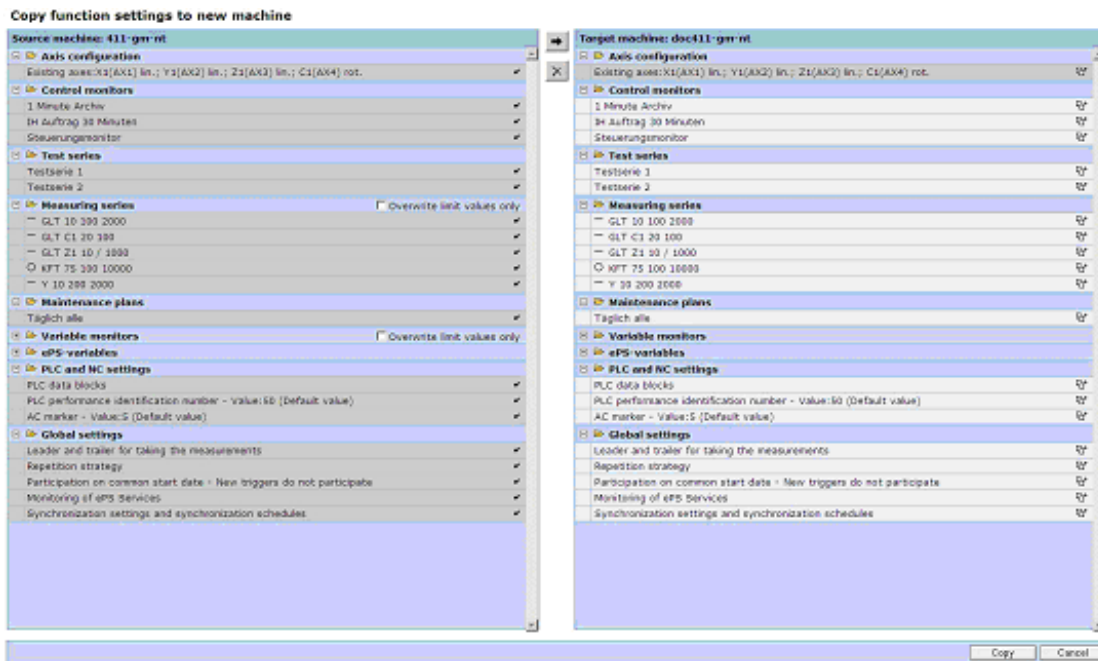 Copy function settings to new machine
Source machine: 411-gm-nt
Axis configuration
Existing axes:X1(AX1) lin.; Y1(AX2) lin.; Z1(AX3) lin.; C1(AX4) rot.
Control monitors
1 Minute Archiv
IH Auftrag 30 Minuten
Steuerungsmonitor
Test series
Testserie 1
Testserie 2
Measuring series Overwrite limit values only
GLT 10 100 2000
GLT C1 20 100
GLT Z1 10 / 1000
KFT 75 100 10000
Y 10 200 2000
Maintenance plans
Täglich alle
Variable monitors Overwrite limit values only
ePS-variables
PLC and NC settings
PLC data blocks
PLC performance identification number - Value:50 (Default value)
AC marker - Value:5 (Default value)
Global settings
Leader and trailer for taking the measurements
Repetition strategy
Participation on common start date - New triggers do not participate
Monitoring of ePS Services
Synchronization settings and synchronization schedules
Target machine: doc411-gm-nt
Axis configuration
Existing axes:X1(AX1) lin.; Y1(AX2) lin.; Z1(AX3) lin.; C1(AX4) rot.
Control monitors
1 Minute Archiv
IH Auftrag 30 Minuten
Steuerungsmonitor
Test series
Testserie 1
Testserie 2
Measuring series
GLT 10 100 2000
GLT C1 20 100
GLT Z1 10 / 1000
KFT 75 100 10000
Y 10 200 2000
Maintenance plans
Täglich alle
Variable monitors
ePS-variables
PLC and NC settings
PLC data blocks
PLC performance identification number - Value:50 (Default value)
AC marker - Value:5 (Default value)
Global settings
Leader and trailer for taking the measurements
Repetition strategy
Participation on common start date - New triggers do not participate
Monitoring of ePS Services
Synchronization settings and synchronization schedules
Copy Cancel